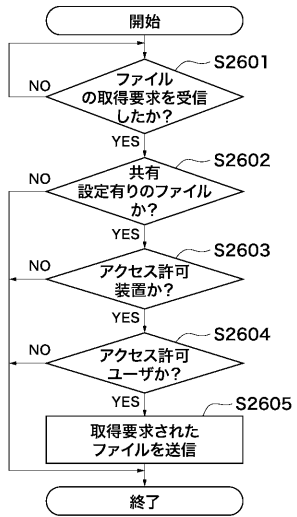 開始
S2601
ファイル
の取得要求を受信
したか？
NO
YES
S2602
共有
設定有りのファイル
か？
NO
YES
S2603
アクセス許可
装置か？
NO
YES
S2604
アクセス許可
ユーザか？
NO
YES
S2605
取得要求された
ファイルを送信
終了